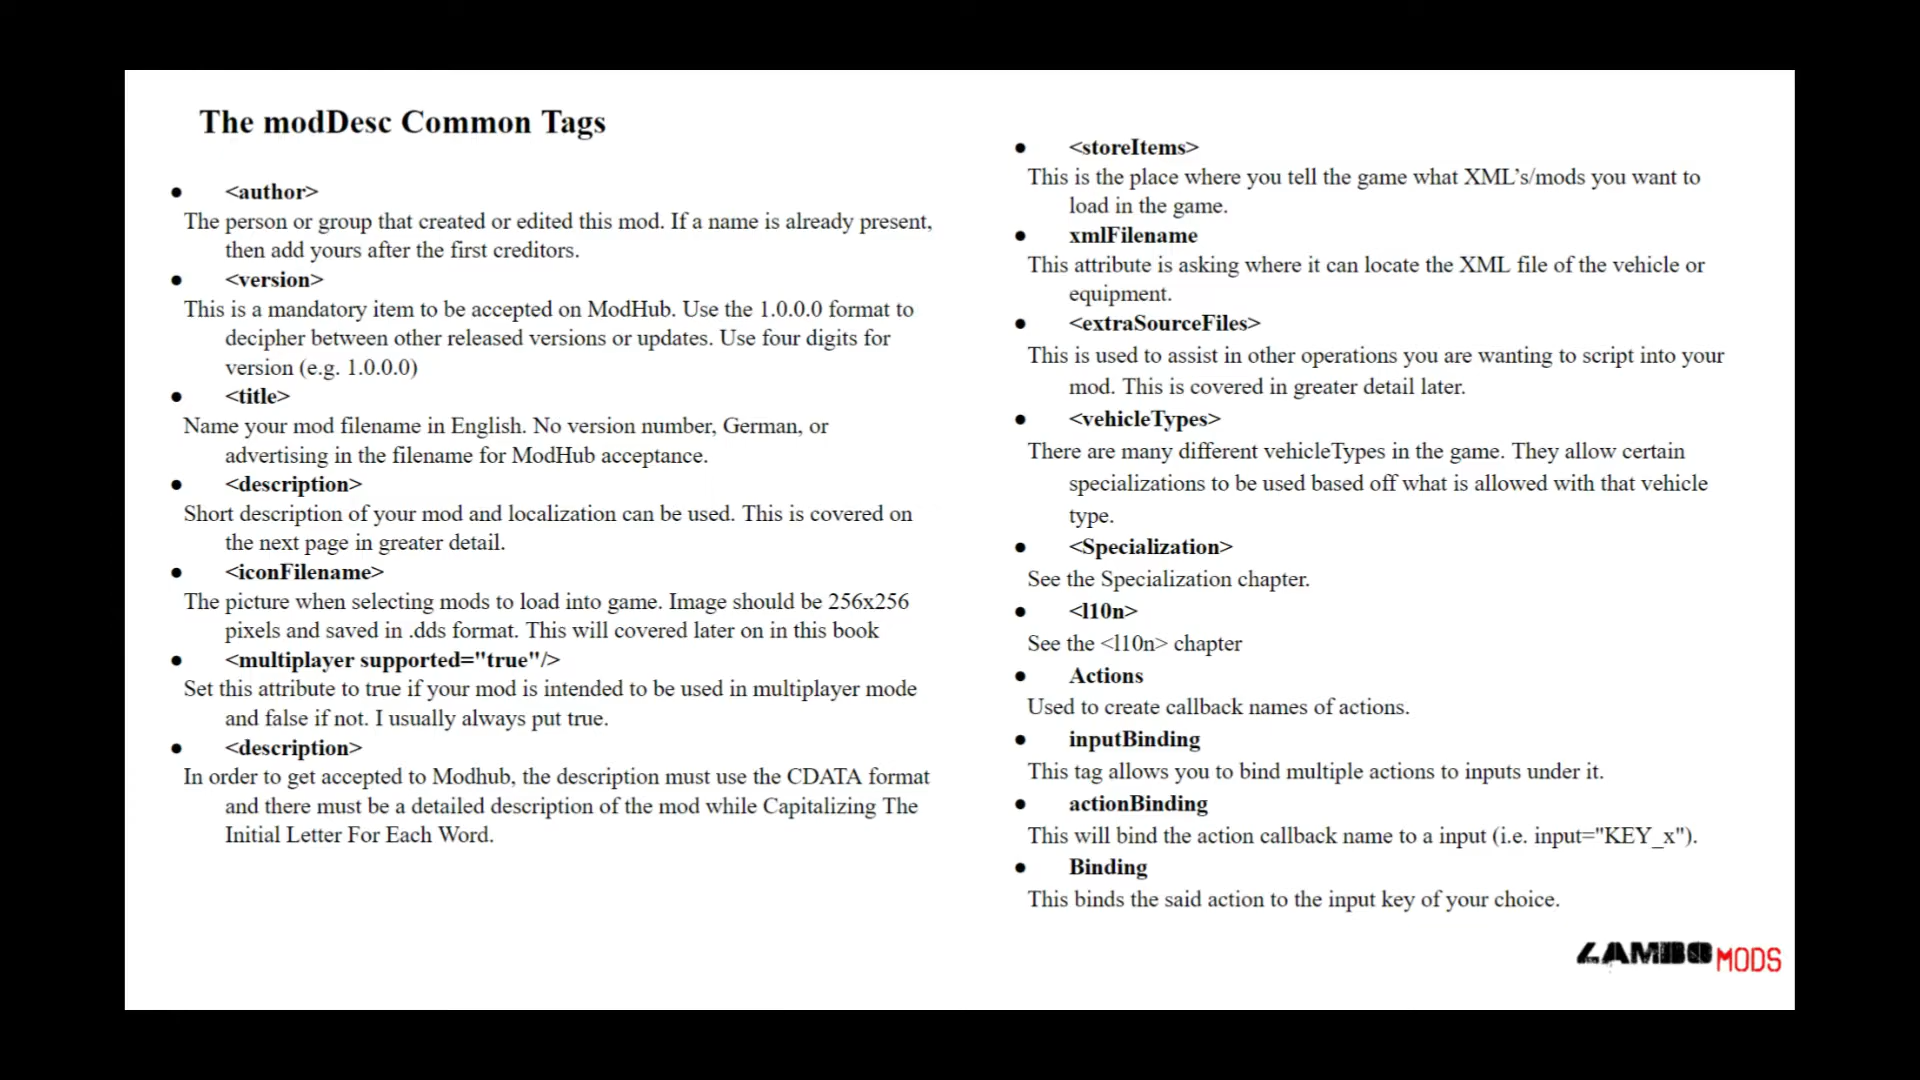 The modDesc Common Tags
● <author>
The person or group that created or edited this mod. If a name is already present,
then add yours after the first creditors.
● <version>
This is a mandatory item to be accepted on ModHub. Use the 1.0.0.0 format to
decipher between other released versions or updates. Use four digits for
version (e.g. 1.0.0.0)
● <title>
Name your mod filename in English. No version number, German, or
advertising in the filename for ModHub acceptance.
● <description>
Short description of your mod and localization can be used. This is covered on
the next page in greater detail.
● <iconFilename>
The picture when selecting mods to load into game. Image should be 256x256
pixels and saved in .dds format. This will covered later on in this book
● <multiplayer supported="true"/>
Set this attribute to true if your mod is intended to be used in multiplayer mode
and false if not. I usually always put true.
● <description>
In order to get accepted to Modhub, the description must use the CDATA format
and there must be a detailed description of the mod while Capitalizing The
Initial Letter For Each Word.
● <storeItems>
This is the place where you tell the game what XML’s/mods you want to
load in the game.
● xmlFilename
This attribute is asking where it can locate the XML file of the vehicle or
equipment.
● <extraSourceFiles>
This is used to assist in other operations you are wanting to script into your
mod. This is covered in greater detail later.
● <vehicleTypes>
There are many different vehicleTypes in the game. They allow certain
specializations to be used based off what is allowed with that vehicle
type.
● <Specialization>
See the Specialization chapter.
● <l10n>
See the <l10n> chapter
● Actions
Used to create callback names of actions.
● inputBinding
This tag allows you to bind multiple actions to inputs under it.
● actionBinding
This will bind the action callback name to a input (i.e. input="KEY_x").
● Binding
This binds the said action to the input key of your choice.
LAMBO MODS